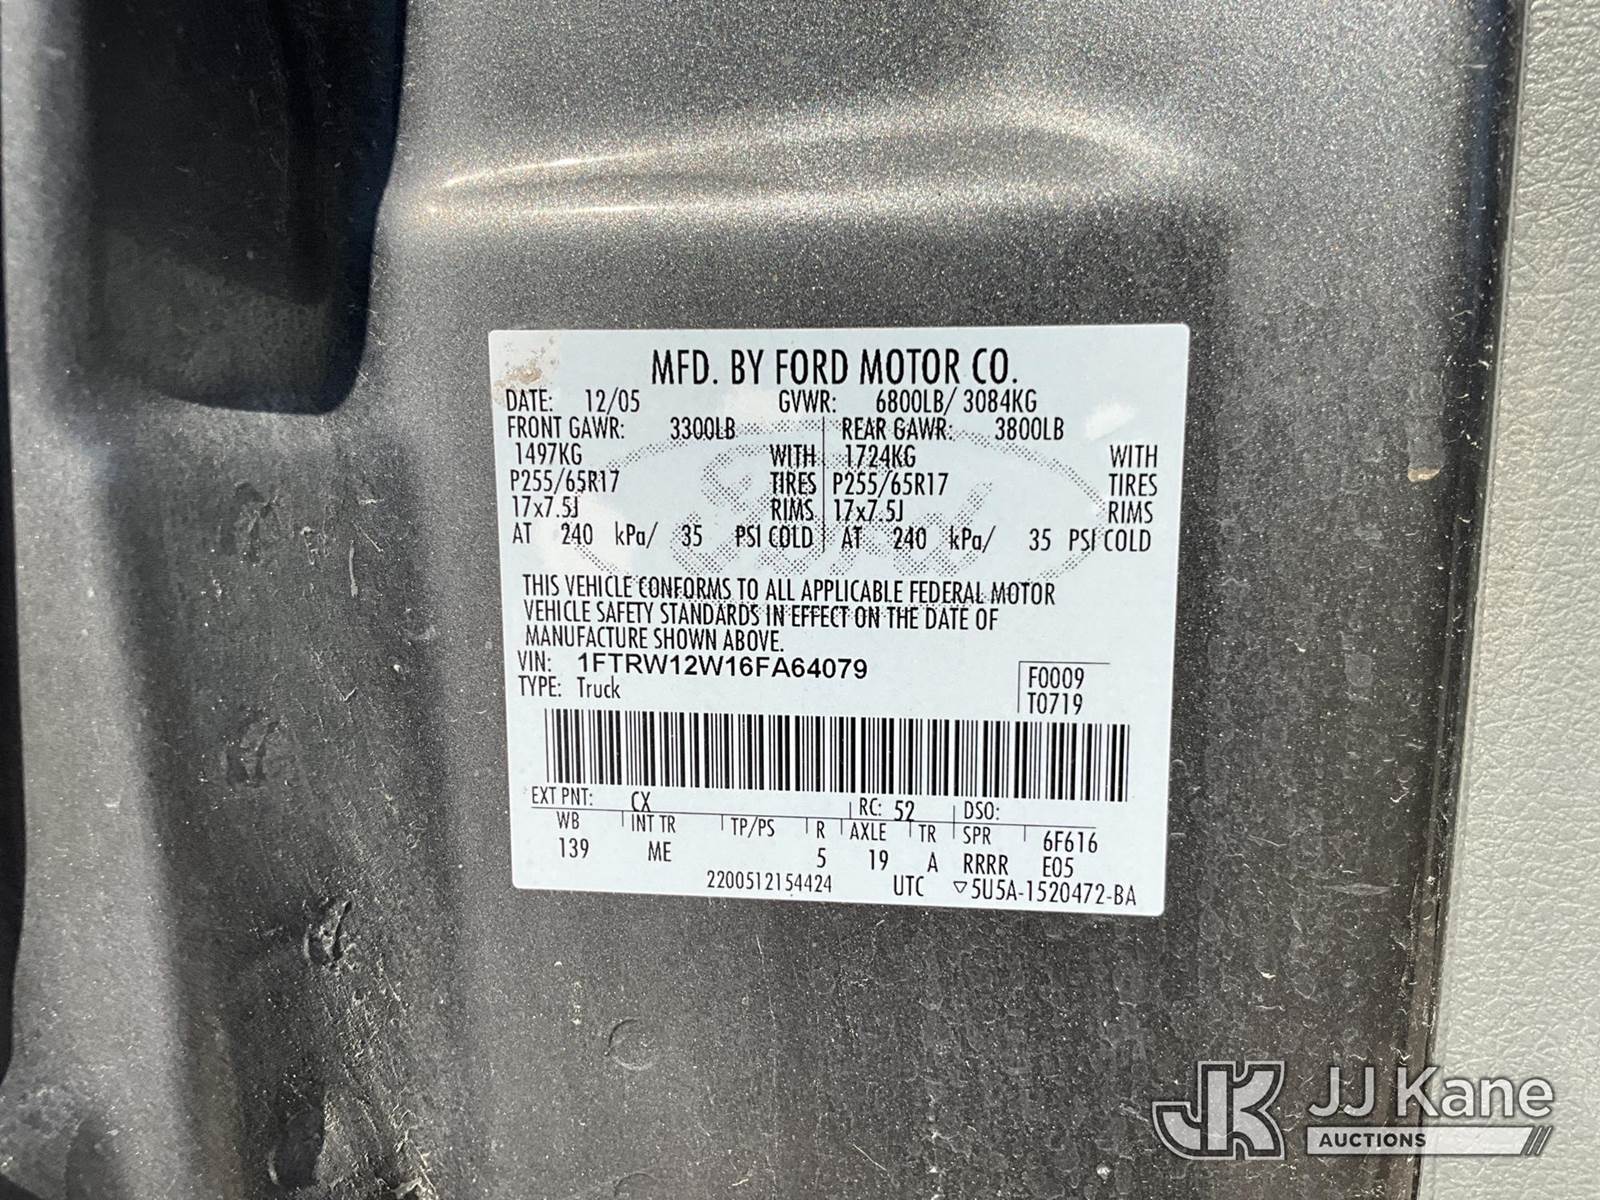 MFD. BY FORD MOTOR CO.
DATE: 12/05 GVWR: 6800LB/ 3084KG
FRONT GAWR: 3300LB REAR GAWR: 3800LB
1497KG WITH 1724KG WITH
P255/65R17 TIRES P255/65R17 TIRES
17x7.5J RIMS 17x7.5J RIMS
AT 240 kPa/ 35 PSI COLD AT 240 kPa/ 35 PSI COLD
THIS VEHICLE CONFORMS TO ALL APPLICABLE FEDERAL MOTOR
VEHICLE SAFETY STANDARDS IN EFFECT ON THE DATE OF
MANUFACTURE SHOWN ABOVE.
VIN: 1FTRW12W16FA64079
TYPE: Truck
F0009
T0719
EXT PNT: CX RC: 52 DSO:
WB INT TR TP/PS R AXLE TR SPR 6F616
139 ME 5 19 A RRRR E05
2200512154424 UTC ▽5U5A-1520472-BA
JK JJ Kane
AUCTIONS